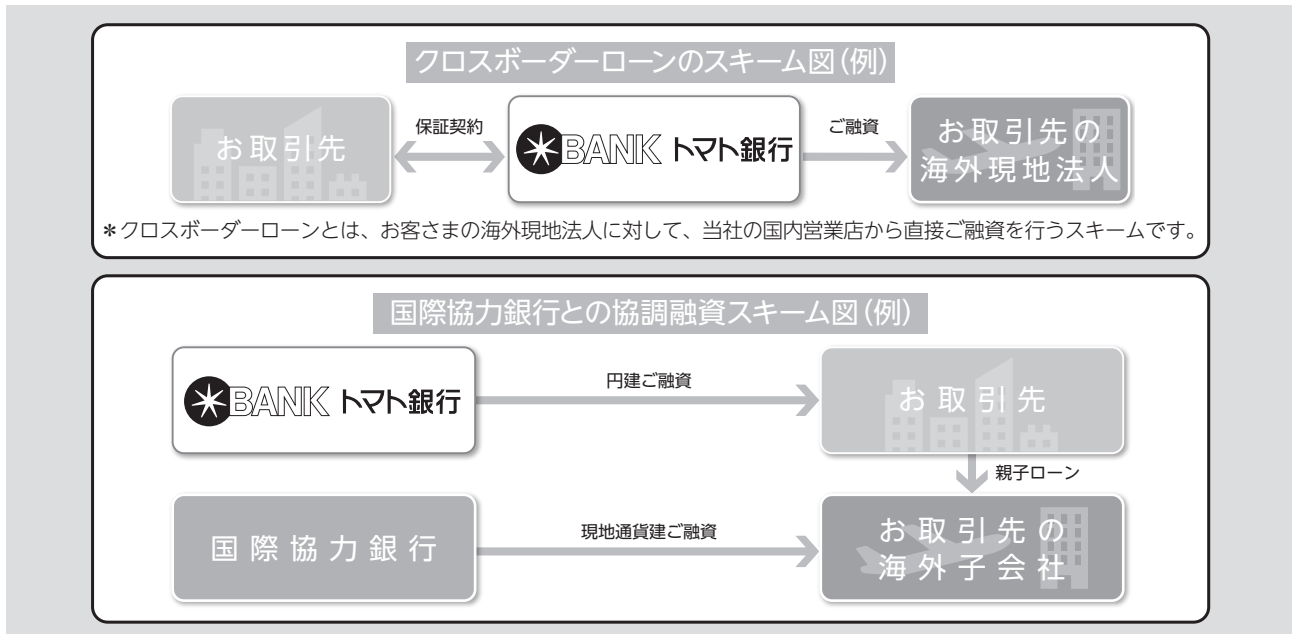 クロスボーダーローンのスキーム図(例)
お取引先
保証契約
BANK トマト銀行
ご融資
お取引先の
海外現地法人
*クロスボーダーローンとは、お客さまの海外現地法人に対して、当社の国内営業店から直接ご融資を行うスキームです。
国際協力銀行との協調融資スキーム図(例)
BANK トマト銀行
円建ご融資
お取引先
親子ローン
国際協力銀行
現地通貨建ご融資
お取引先の
海外子会社